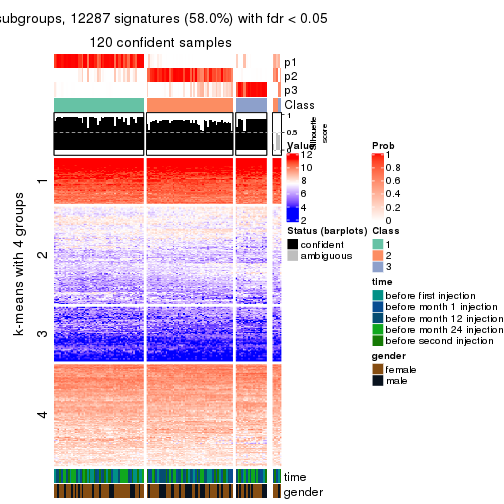 subgroups, 12287 signatures (58.0%) with fdr < 0.05
120 confident samples
p1
p2
p3
Class
1
0.5
0
Silhouette
score
k-means with 4 groups
1
2
3
4
time
gender
Value
12
10
8
6
4
2
Prob
1
0.8
0.6
0.4
0.2
0
Status (barplots)
confident
ambiguous
Class
1
2
3
time
before first injection
before month 1 injection
before month 12 injection
before month 24 injection
before second injection
gender
female
male